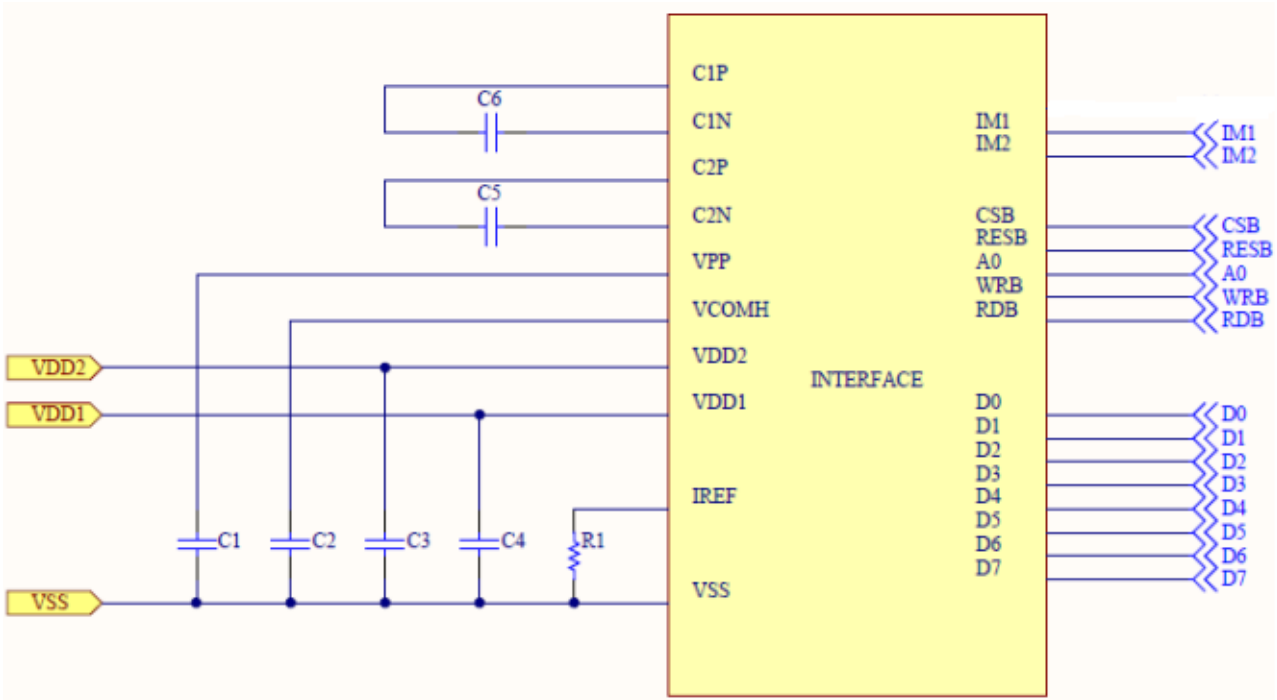 C1P
C6
C1N
IM1
IM1
IM2
IM2
C2P
C5
C2N
CSB
CSB
RESB
RESB
VPP
A0
A0
WRB
WRB
VCOMH
RDB
RDB
VDD2
VDD2
INTERFACE
VDD1
VDD1
D0
D0
D1
D1
D2
D2
D3
D3
IREF
D4
D4
D5
D5
C1
C2
C3
C4
R1
D6
D6
D7
D7
VSS
VSS